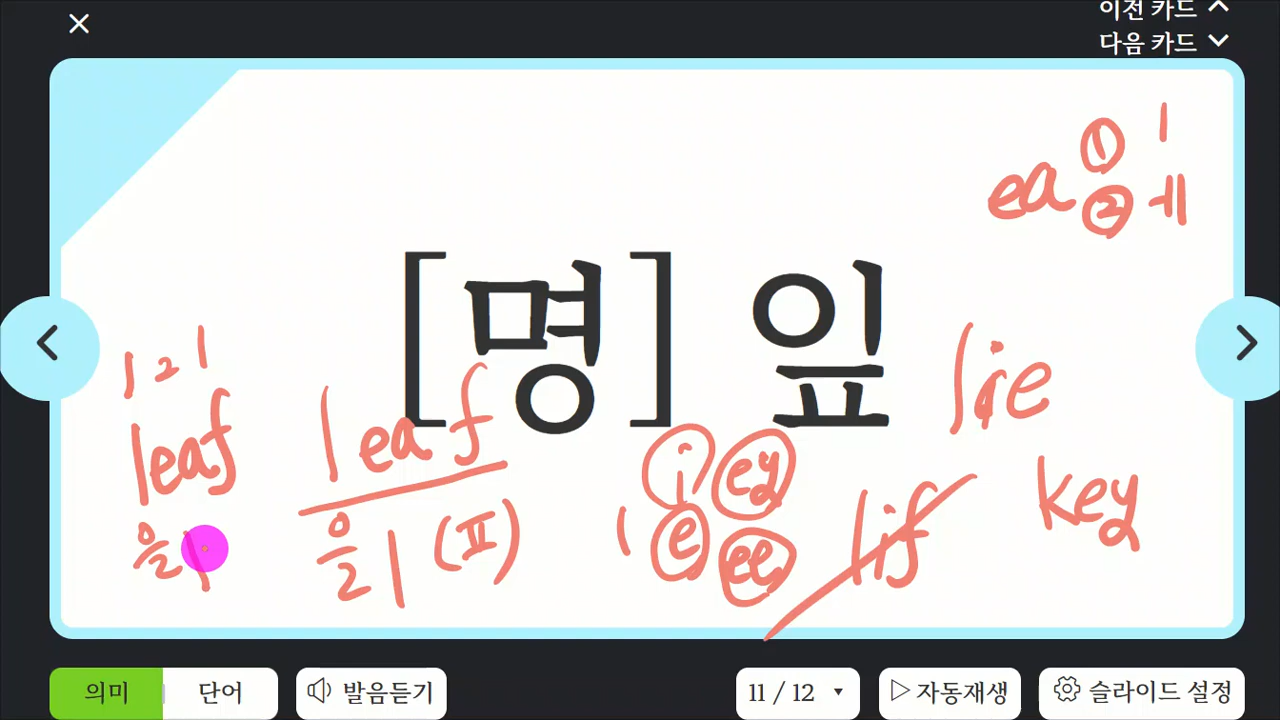 이전 카드
다음 카드
ea ① ㅣ
② ㅔ
[명] 잎
1 2 1
leaf
leaf
lie
을ㅣ
을ㅣ(ㅍ)
i ey
ㅣ e ee
lif
key
의미 단어 발음듣기 11 / 12 자동재생 슬라이드 설정